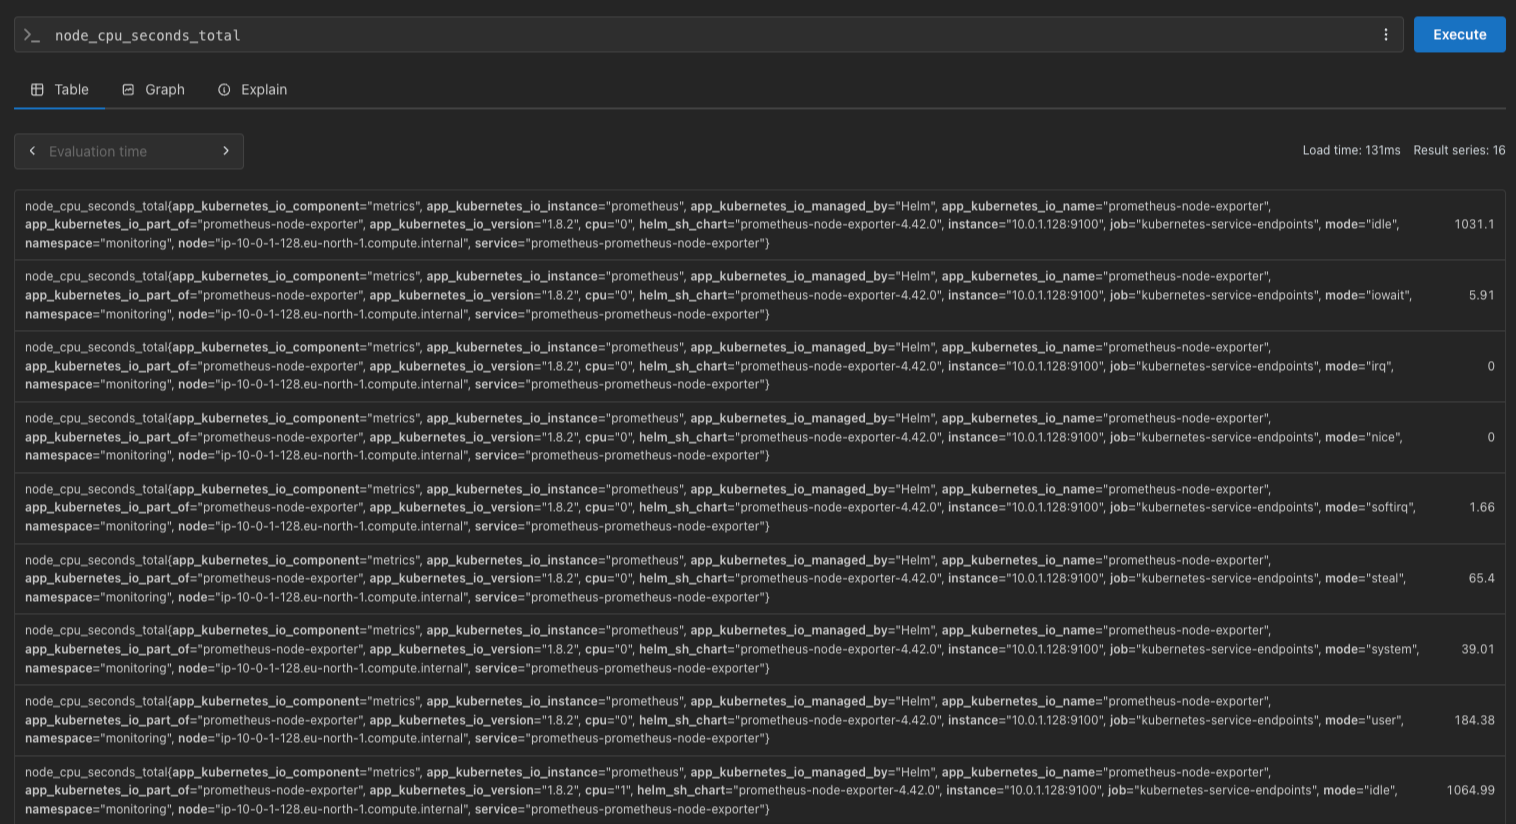 >_ node_cpu_seconds_total
Execute
Table Graph Explain
Evaluation time
Load time: 131ms Result series: 16
node_cpu_seconds_total{app_kubernetes_io_component="metrics", app_kubernetes_io_instance="prometheus", app_kubernetes_io_managed_by="Helm", app_kubernetes_io_name="prometheus-node-exporter",
app_kubernetes_io_part_of="prometheus-node-exporter", app_kubernetes_io_version="1.8.2", cpu="0", helm_sh_chart="prometheus-node-exporter-4.42.0", instance="10.0.1.128:9100", job="kubernetes-service-endpoints", mode="idle", 1031.1
namespace="monitoring", node="ip-10-0-1-128.eu-north-1.compute.internal", service="prometheus-prometheus-node-exporter"}
node_cpu_seconds_total{app_kubernetes_io_component="metrics", app_kubernetes_io_instance="prometheus", app_kubernetes_io_managed_by="Helm", app_kubernetes_io_name="prometheus-node-exporter",
app_kubernetes_io_part_of="prometheus-node-exporter", app_kubernetes_io_version="1.8.2", cpu="0", helm_sh_chart="prometheus-node-exporter-4.42.0", instance="10.0.1.128:9100", job="kubernetes-service-endpoints", mode="iowait", 5.91
namespace="monitoring", node="ip-10-0-1-128.eu-north-1.compute.internal", service="prometheus-prometheus-node-exporter"}
node_cpu_seconds_total{app_kubernetes_io_component="metrics", app_kubernetes_io_instance="prometheus", app_kubernetes_io_managed_by="Helm", app_kubernetes_io_name="prometheus-node-exporter",
app_kubernetes_io_part_of="prometheus-node-exporter", app_kubernetes_io_version="1.8.2", cpu="0", helm_sh_chart="prometheus-node-exporter-4.42.0", instance="10.0.1.128:9100", job="kubernetes-service-endpoints", mode="irq", 0
namespace="monitoring", node="ip-10-0-1-128.eu-north-1.compute.internal", service="prometheus-prometheus-node-exporter"}
node_cpu_seconds_total{app_kubernetes_io_component="metrics", app_kubernetes_io_instance="prometheus", app_kubernetes_io_managed_by="Helm", app_kubernetes_io_name="prometheus-node-exporter",
app_kubernetes_io_part_of="prometheus-node-exporter", app_kubernetes_io_version="1.8.2", cpu="0", helm_sh_chart="prometheus-node-exporter-4.42.0", instance="10.0.1.128:9100", job="kubernetes-service-endpoints", mode="nice", 0
namespace="monitoring", node="ip-10-0-1-128.eu-north-1.compute.internal", service="prometheus-prometheus-node-exporter"}
node_cpu_seconds_total{app_kubernetes_io_component="metrics", app_kubernetes_io_instance="prometheus", app_kubernetes_io_managed_by="Helm", app_kubernetes_io_name="prometheus-node-exporter",
app_kubernetes_io_part_of="prometheus-node-exporter", app_kubernetes_io_version="1.8.2", cpu="0", helm_sh_chart="prometheus-node-exporter-4.42.0", instance="10.0.1.128:9100", job="kubernetes-service-endpoints", mode="softirq", 1.66
namespace="monitoring", node="ip-10-0-1-128.eu-north-1.compute.internal", service="prometheus-prometheus-node-exporter"}
node_cpu_seconds_total{app_kubernetes_io_component="metrics", app_kubernetes_io_instance="prometheus", app_kubernetes_io_managed_by="Helm", app_kubernetes_io_name="prometheus-node-exporter",
app_kubernetes_io_part_of="prometheus-node-exporter", app_kubernetes_io_version="1.8.2", cpu="0", helm_sh_chart="prometheus-node-exporter-4.42.0", instance="10.0.1.128:9100", job="kubernetes-service-endpoints", mode="steal", 65.4
namespace="monitoring", node="ip-10-0-1-128.eu-north-1.compute.internal", service="prometheus-prometheus-node-exporter"}
node_cpu_seconds_total{app_kubernetes_io_component="metrics", app_kubernetes_io_instance="prometheus", app_kubernetes_io_managed_by="Helm", app_kubernetes_io_name="prometheus-node-exporter",
app_kubernetes_io_part_of="prometheus-node-exporter", app_kubernetes_io_version="1.8.2", cpu="0", helm_sh_chart="prometheus-node-exporter-4.42.0", instance="10.0.1.128:9100", job="kubernetes-service-endpoints", mode="system", 39.01
namespace="monitoring", node="ip-10-0-1-128.eu-north-1.compute.internal", service="prometheus-prometheus-node-exporter"}
node_cpu_seconds_total{app_kubernetes_io_component="metrics", app_kubernetes_io_instance="prometheus", app_kubernetes_io_managed_by="Helm", app_kubernetes_io_name="prometheus-node-exporter",
app_kubernetes_io_part_of="prometheus-node-exporter", app_kubernetes_io_version="1.8.2", cpu="0", helm_sh_chart="prometheus-node-exporter-4.42.0", instance="10.0.1.128:9100", job="kubernetes-service-endpoints", mode="user", 184.38
namespace="monitoring", node="ip-10-0-1-128.eu-north-1.compute.internal", service="prometheus-prometheus-node-exporter"}
node_cpu_seconds_total{app_kubernetes_io_component="metrics", app_kubernetes_io_instance="prometheus", app_kubernetes_io_managed_by="Helm", app_kubernetes_io_name="prometheus-node-exporter",
app_kubernetes_io_part_of="prometheus-node-exporter", app_kubernetes_io_version="1.8.2", cpu="1", helm_sh_chart="prometheus-node-exporter-4.42.0", instance="10.0.1.128:9100", job="kubernetes-service-endpoints", mode="idle", 1064.99
namespace="monitoring", node="ip-10-0-1-128.eu-north-1.compute.internal", service="prometheus-prometheus-node-exporter"}